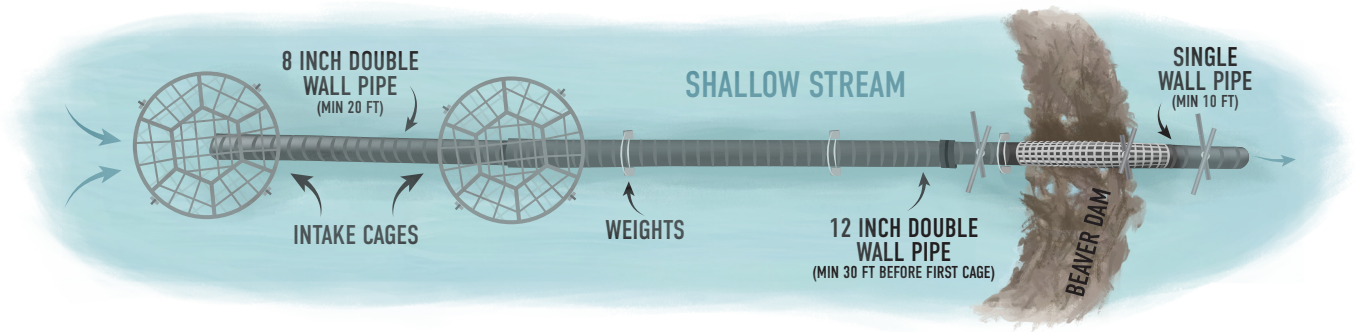 8 INCH DOUBLE
WALL PIPE
(MIN 20 FT)
INTAKE CAGES
WEIGHTS
SHALLOW STREAM
12 INCH DOUBLE
WALL PIPE
(MIN 30 FT BEFORE FIRST CAGE)
BEAVER DAM
SINGLE
WALL PIPE
(MIN 10 FT)